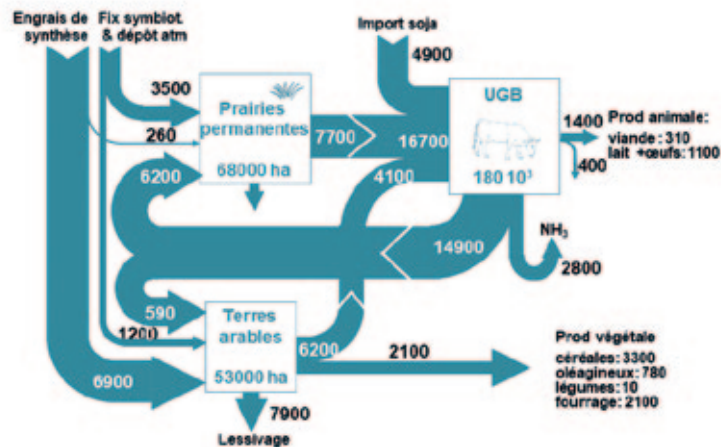 Engrais de
synthèse
Fix symbiot.
& dépôt atm
Import soja
4900
3500
Prairies
permanentes
260
7700
16700
UGB
1400
Prod animale:
viande: 310
lait +œufs: 1100
400
6200
68000 ha
4100
180 10³
14900
NH₃
2800
590
Terres
arables
1200
6200
2100
Prod végétale
céréales: 3300
oléagineux: 780
légumes: 10
fourrage: 2100
6900
53000 ha
7900
Lessivage